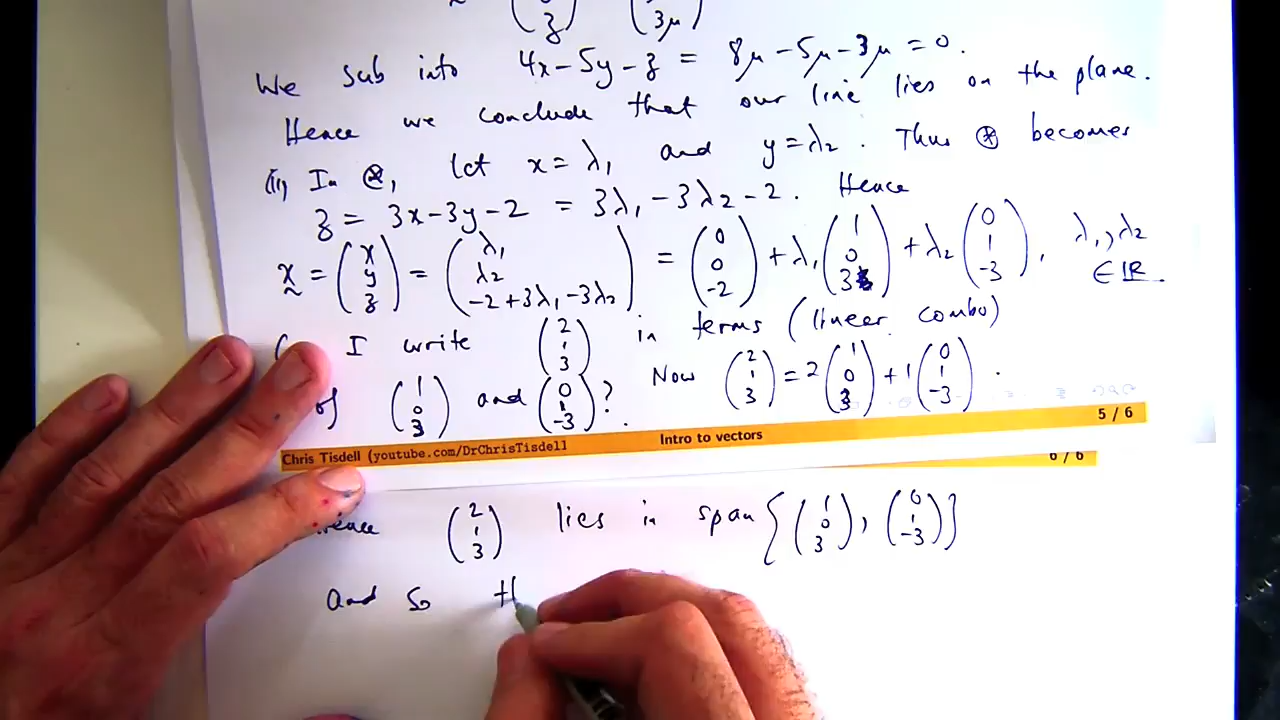 3 3μ
We sub into 4x-5y-z = 8μ-5μ-3μ = 0.
Hence we conclude that our line lies on the plane.
(ii) In ⊛, let x = λ₁ and y = λ₂. Thus ⊛ becomes
z = 3x-3y-2 = 3λ₁-3λ₂-2. Hence
x = (x y z) = (λ₁ λ₂ -2+3λ₁-3λ₂) = (0 0 -2) + λ₁(1 0 3) + λ₂(0 1 -3), λ₁, λ₂ ∈ ℝ.
I write (2 1 3) in terms (linear combo)
of (1 0 3) and (0 1 -3)? Now (2 1 3) = 2(1 0 3) + 1(0 1 -3).
5 / 6
Chris Tisdell (youtube.com/DrChrisTisdell Intro to vectors
6 / 6
(2 1 3) lies in span{(1 0 3), (0 1 -3)}
and so th